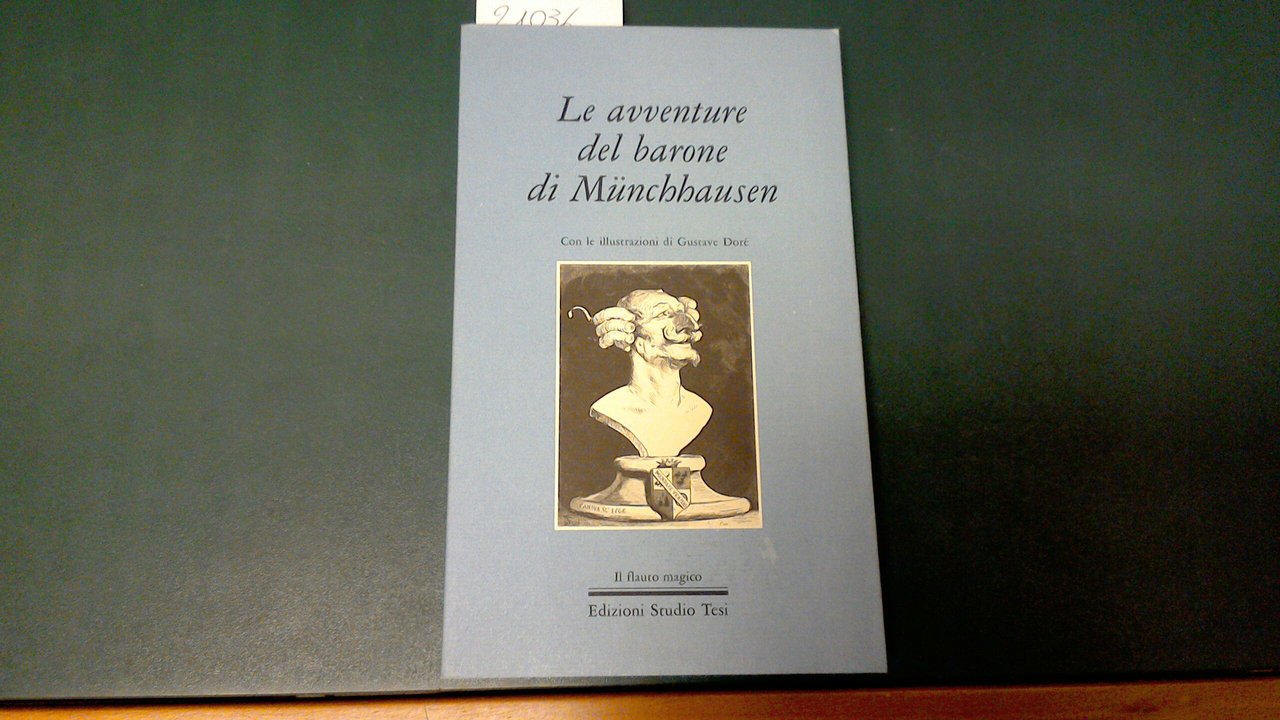 Le avventure
del barone
di Münchhausen
Con le illustrazioni di Gustave Doré
Il flauto magico
Edizioni Studio Tesi